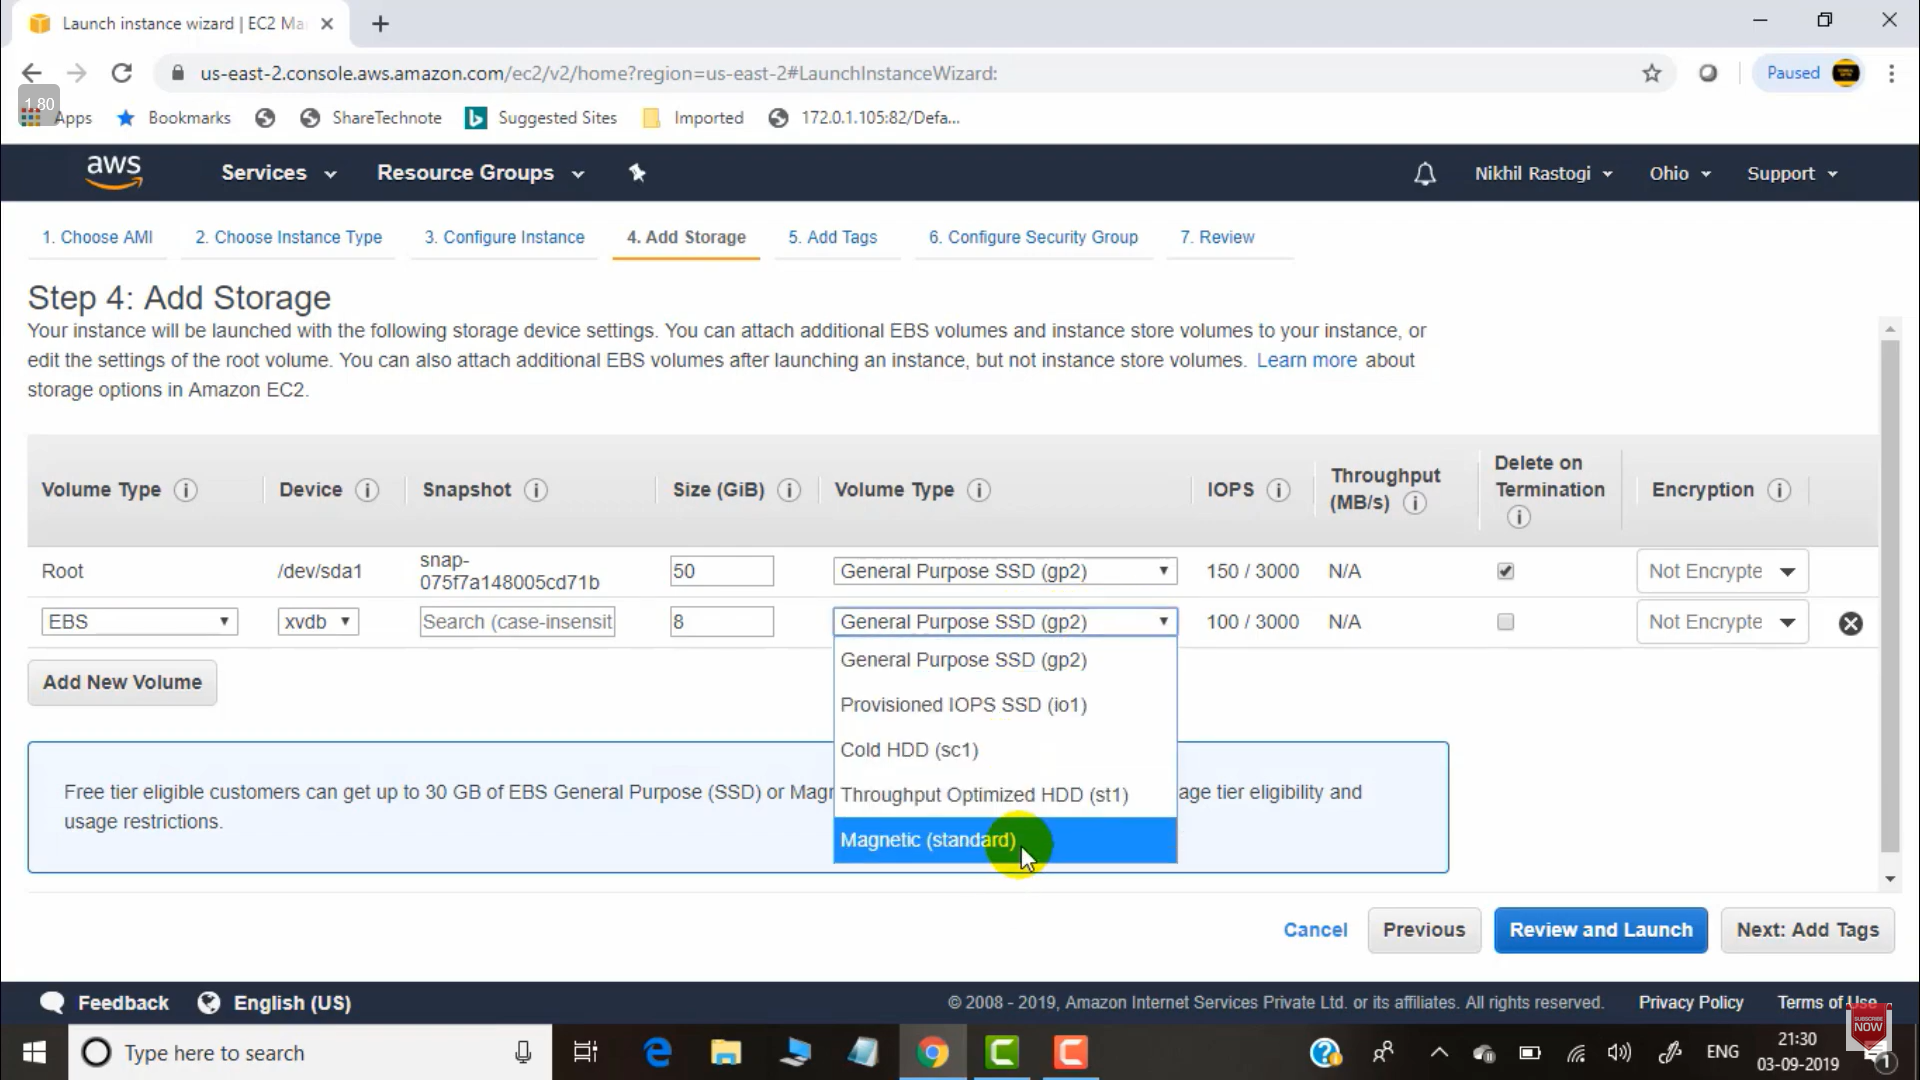 Launch instance wizard | EC2 Ma
us-east-2.console.aws.amazon.com/ec2/v2/home?region=us-east-2#LaunchInstanceWizard:
Paused
1.80
Apps Bookmarks ShareTechnote Suggested Sites Imported 172.0.1.105:82/Defa...
aws Services Resource Groups Nikhil Rastogi Ohio Support
1. Choose AMI 2. Choose Instance Type 3. Configure Instance 4. Add Storage 5. Add Tags 6. Configure Security Group 7. Review
Step 4: Add Storage
Your instance will be launched with the following storage device settings. You can attach additional EBS volumes and instance store volumes to your instance, or
edit the settings of the root volume. You can also attach additional EBS volumes after launching an instance, but not instance store volumes. Learn more about
storage options in Amazon EC2.
Volume Type Device Snapshot Size (GiB) Volume Type IOPS Throughput (MB/s) Delete on Termination Encryption
Root /dev/sda1 snap-075f7a148005cd71b 50 General Purpose SSD (gp2) 150 / 3000 N/A Not Encrypte
EBS xvdb Search (case-insensit 8 General Purpose SSD (gp2) 100 / 3000 N/A Not Encrypte
General Purpose SSD (gp2)
Add New Volume
Provisioned IOPS SSD (io1)
Cold HDD (sc1)
Throughput Optimized HDD (st1)
Magnetic (standard)
Free tier eligible customers can get up to 30 GB of EBS General Purpose (SSD) or Magn age tier eligibility and
usage restrictions.
Cancel Previous Review and Launch Next: Add Tags
Feedback English (US) © 2008 - 2019, Amazon Internet Services Private Ltd. or its affiliates. All rights reserved. Privacy Policy Terms of Use
SUBSCRIBE
NOW
Type here to search
ENG
21:30
03-09-2019
1